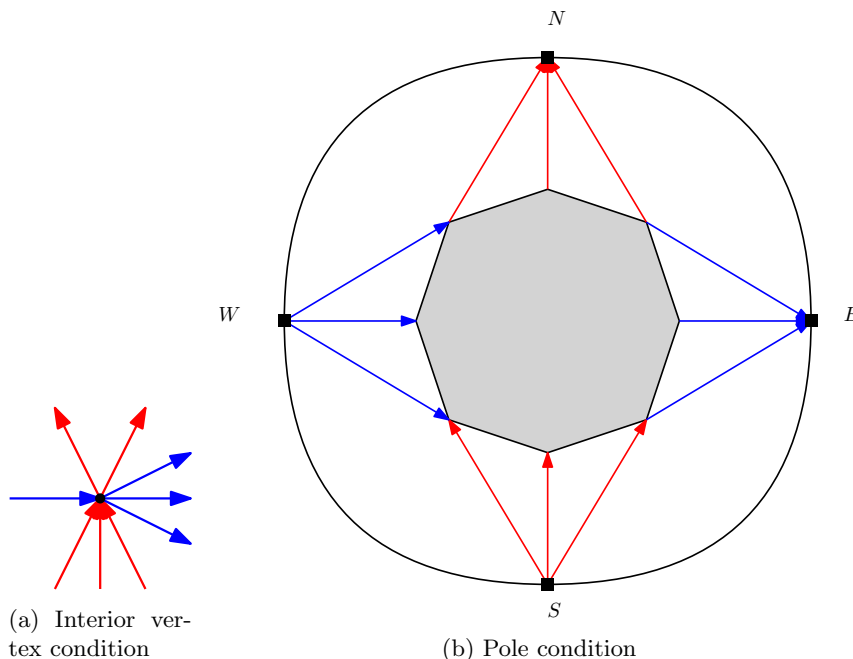 N
W
E
S
(a) Interior ver-
tex condition
(b) Pole condition